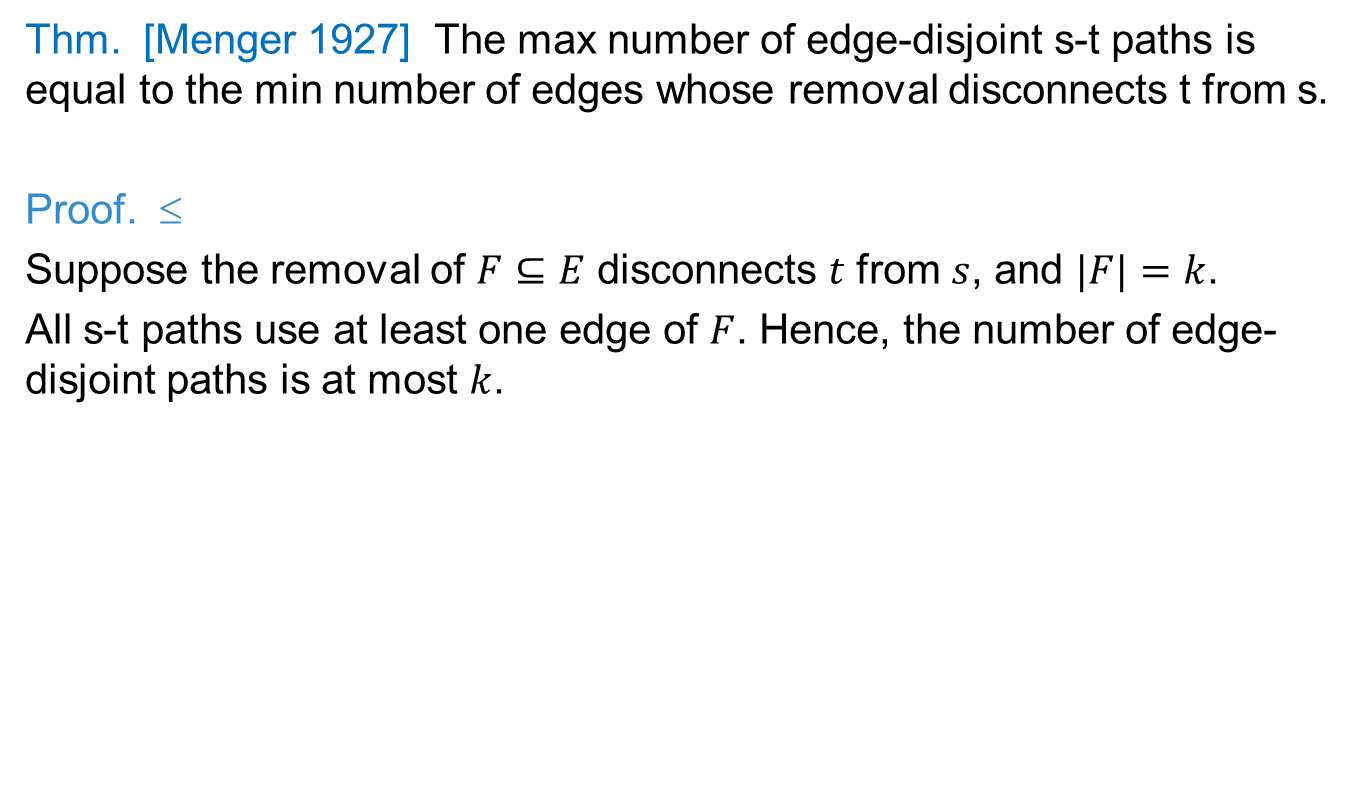 Thm. [Menger 1927] The max number of edge-disjoint s-t paths is
equal to the min number of edges whose removal disconnects t from s.
Proof. ≤
Suppose the removal of 𝐹 ⊆ 𝐸 disconnects 𝑡 from 𝑠, and |𝐹| = 𝑘.
All s-t paths use at least one edge of 𝐹. Hence, the number of edge-
disjoint paths is at most 𝑘.